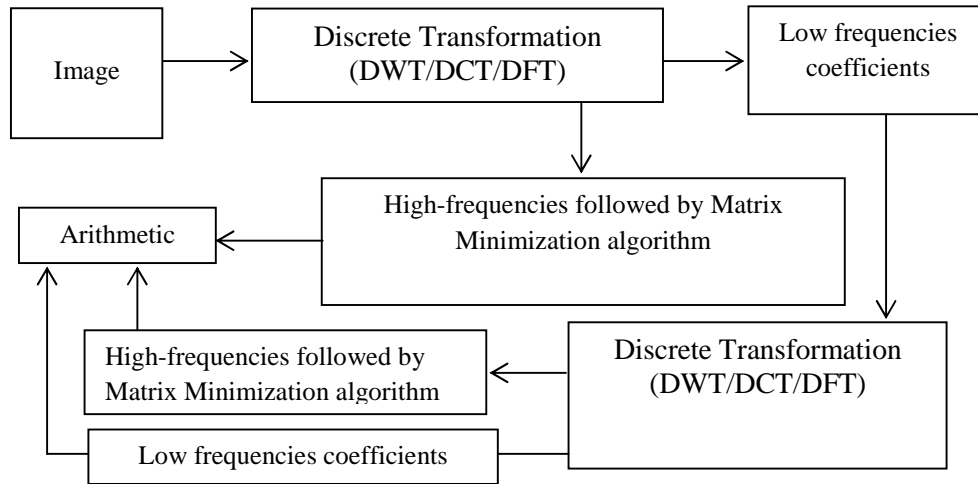 Image
Discrete Transformation
(DWT/DCT/DFT)
Low frequencies
coefficients
High-frequencies followed by Matrix
Minimization algorithm
Arithmetic
High-frequencies followed by
Matrix Minimization algorithm
Discrete Transformation
(DWT/DCT/DFT)
Low frequencies coefficients